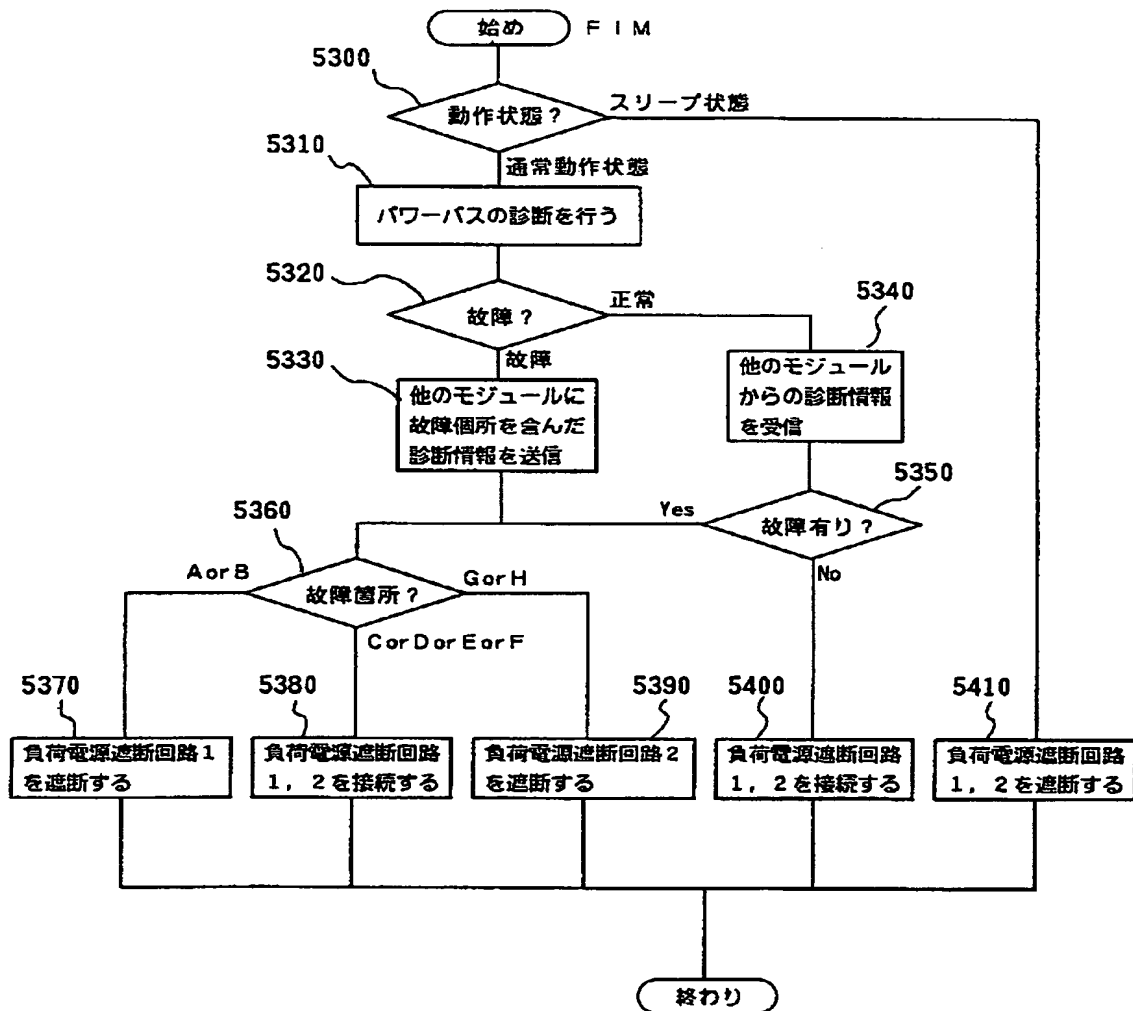 始め
FIM
5300
動作状態?
スリープ状態
5310
通常動作状態
パワーバスの診断を行う
5320
故障?
正常
5340
5330
故障
他のモジュールに
故障個所を含んだ
診断情報を送信
他のモジュール
からの診断情報
を受信
5350
Yes
故障有り?
No
5360
AorB
故障箇所?
GorH
CorDorEorF
5370
負荷電源遮断回路1
を遮断する
5380
負荷電源遮断回路
1,2を接続する
5390
負荷電源遮断回路2
を遮断する
5400
負荷電源遮断回路
1,2を接続する
5410
負荷電源遮断回路
1,2を遮断する
終わり